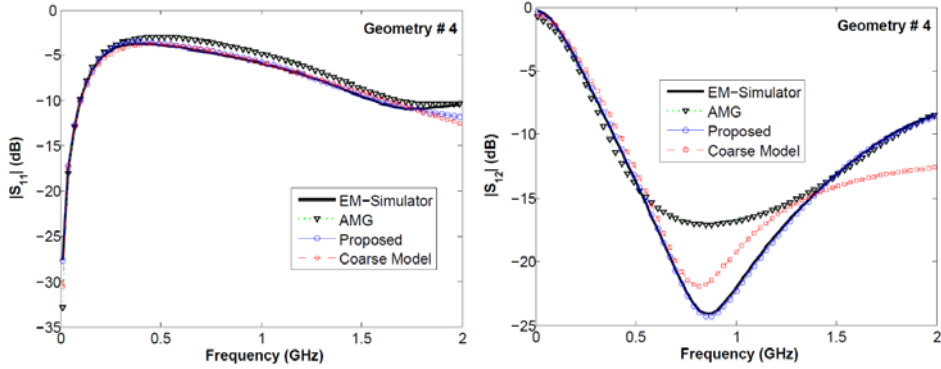 Geometry # 4
|S11| (dB)
0
−5
−10
−15
−20
−25
−30
−35
EM−Simulator
AMG
Proposed
Coarse Model
0
0.5
1
1.5
2
Frequency (GHz)
Geometry # 4
|S12| (dB)
0
−5
−10
−15
−20
−25
EM−Simulator
AMG
Proposed
Coarse Model
0
0.5
1
1.5
2
Frequency (GHz)